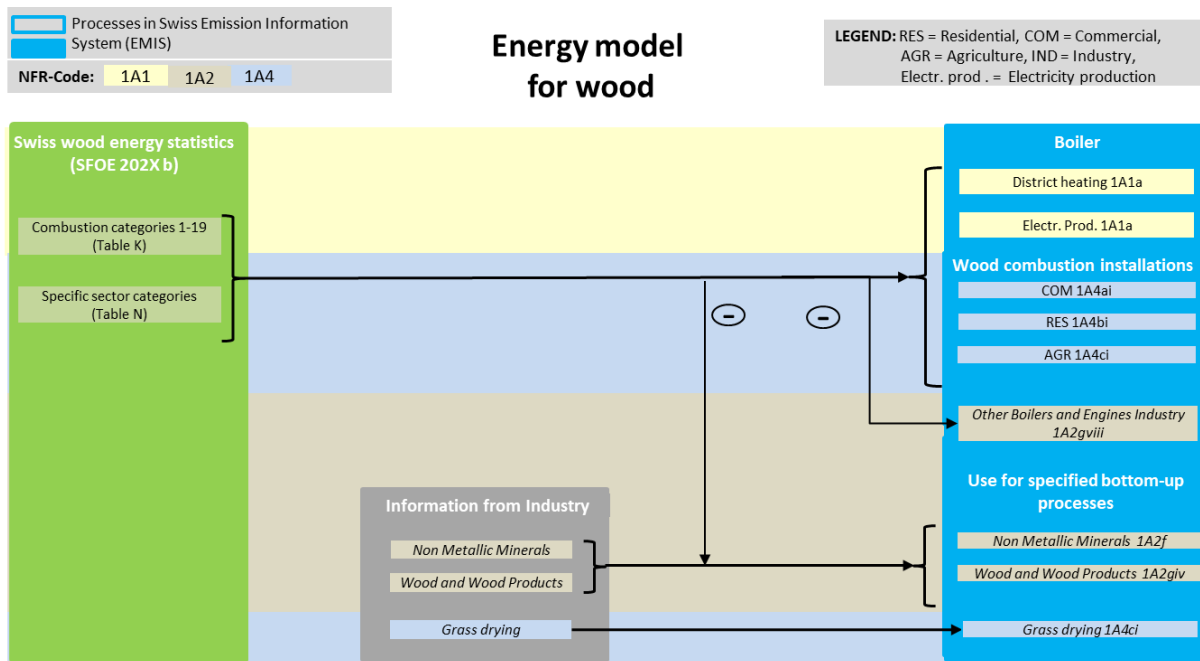 Processes in Swiss Emission Information
System (EMIS)
NFR-Code: 1A1 1A2 1A4
Energy model
for wood
LEGEND: RES = Residential, COM = Commercial,
AGR = Agriculture, IND = Industry,
Electr. prod . = Electricity production
Swiss wood energy statistics
(SFOE 202X b)
Combustion categories 1-19
(Table K)
Specific sector categories
(Table N)
Boiler
District heating 1A1a
Electr. Prod. 1A1a
Wood combustion installations
COM 1A4ai
RES 1A4bi
AGR 1A4ci
-
-
Other Boilers and Engines Industry
1A2gviii
Information from Industry
Non Metallic Minerals
Wood and Wood Products
Grass drying
Use for specified bottom-up
processes
Non Metallic Minerals 1A2f
Wood and Wood Products 1A2giv
Grass drying 1A4ci